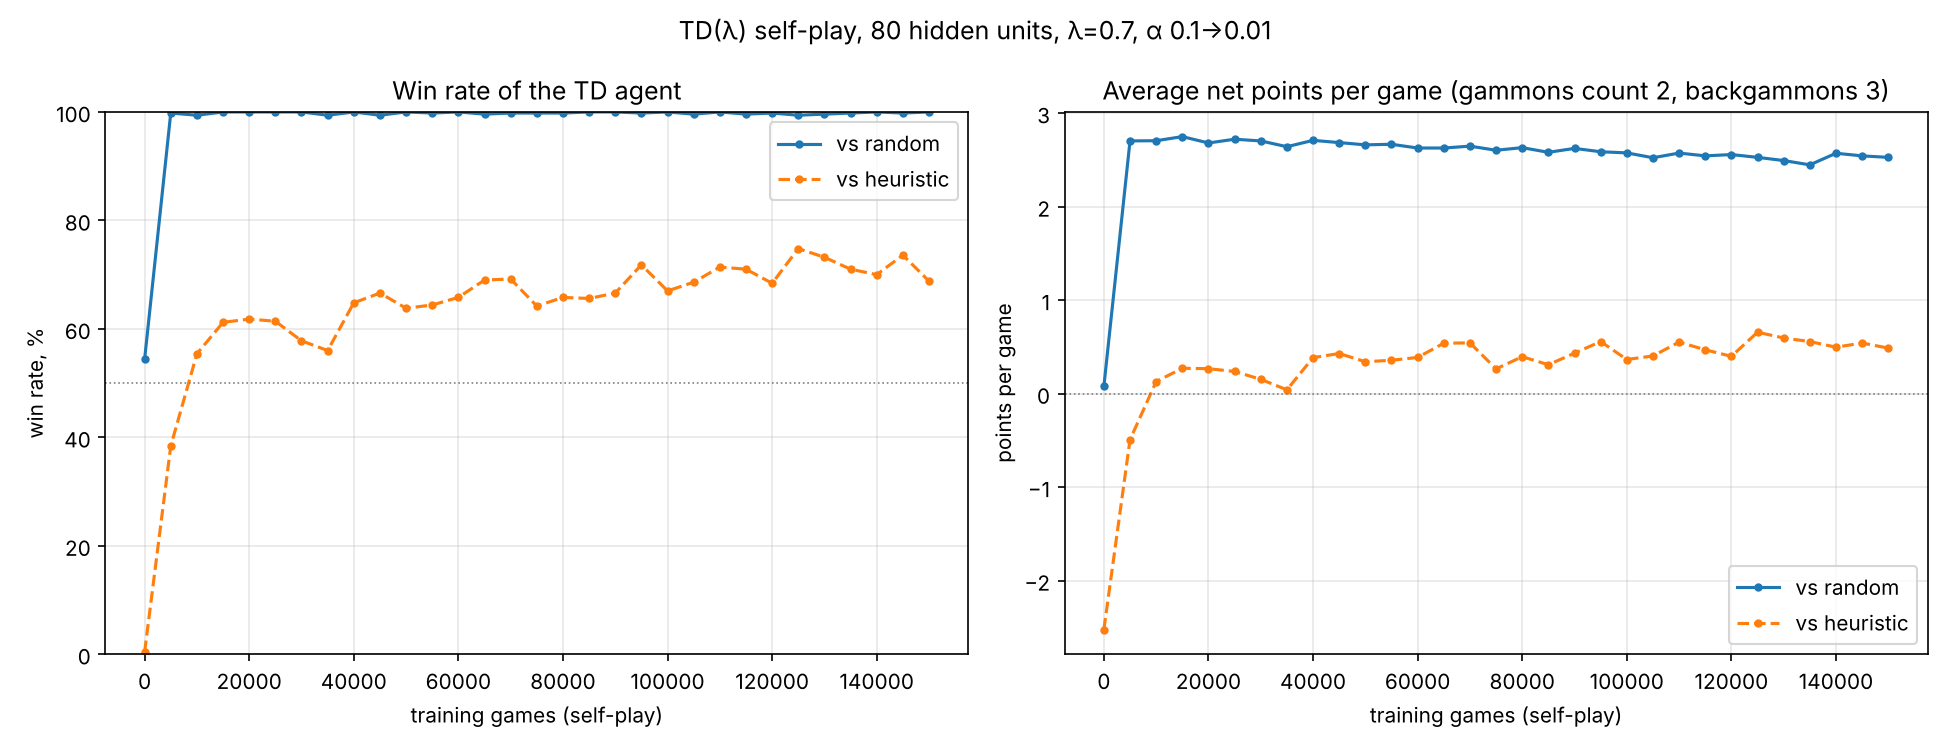 TD(λ) self-play, 80 hidden units, λ=0.7, α 0.1→0.01
Win rate of the TD agent
100
80
60
40
20
0
win rate, %
vs random
vs heuristic
0 20000 40000 60000 80000 100000 120000 140000
training games (self-play)
Average net points per game (gammons count 2, backgammons 3)
3
2
1
0
−1
−2
points per game
vs random
vs heuristic
0 20000 40000 60000 80000 100000 120000 140000
training games (self-play)